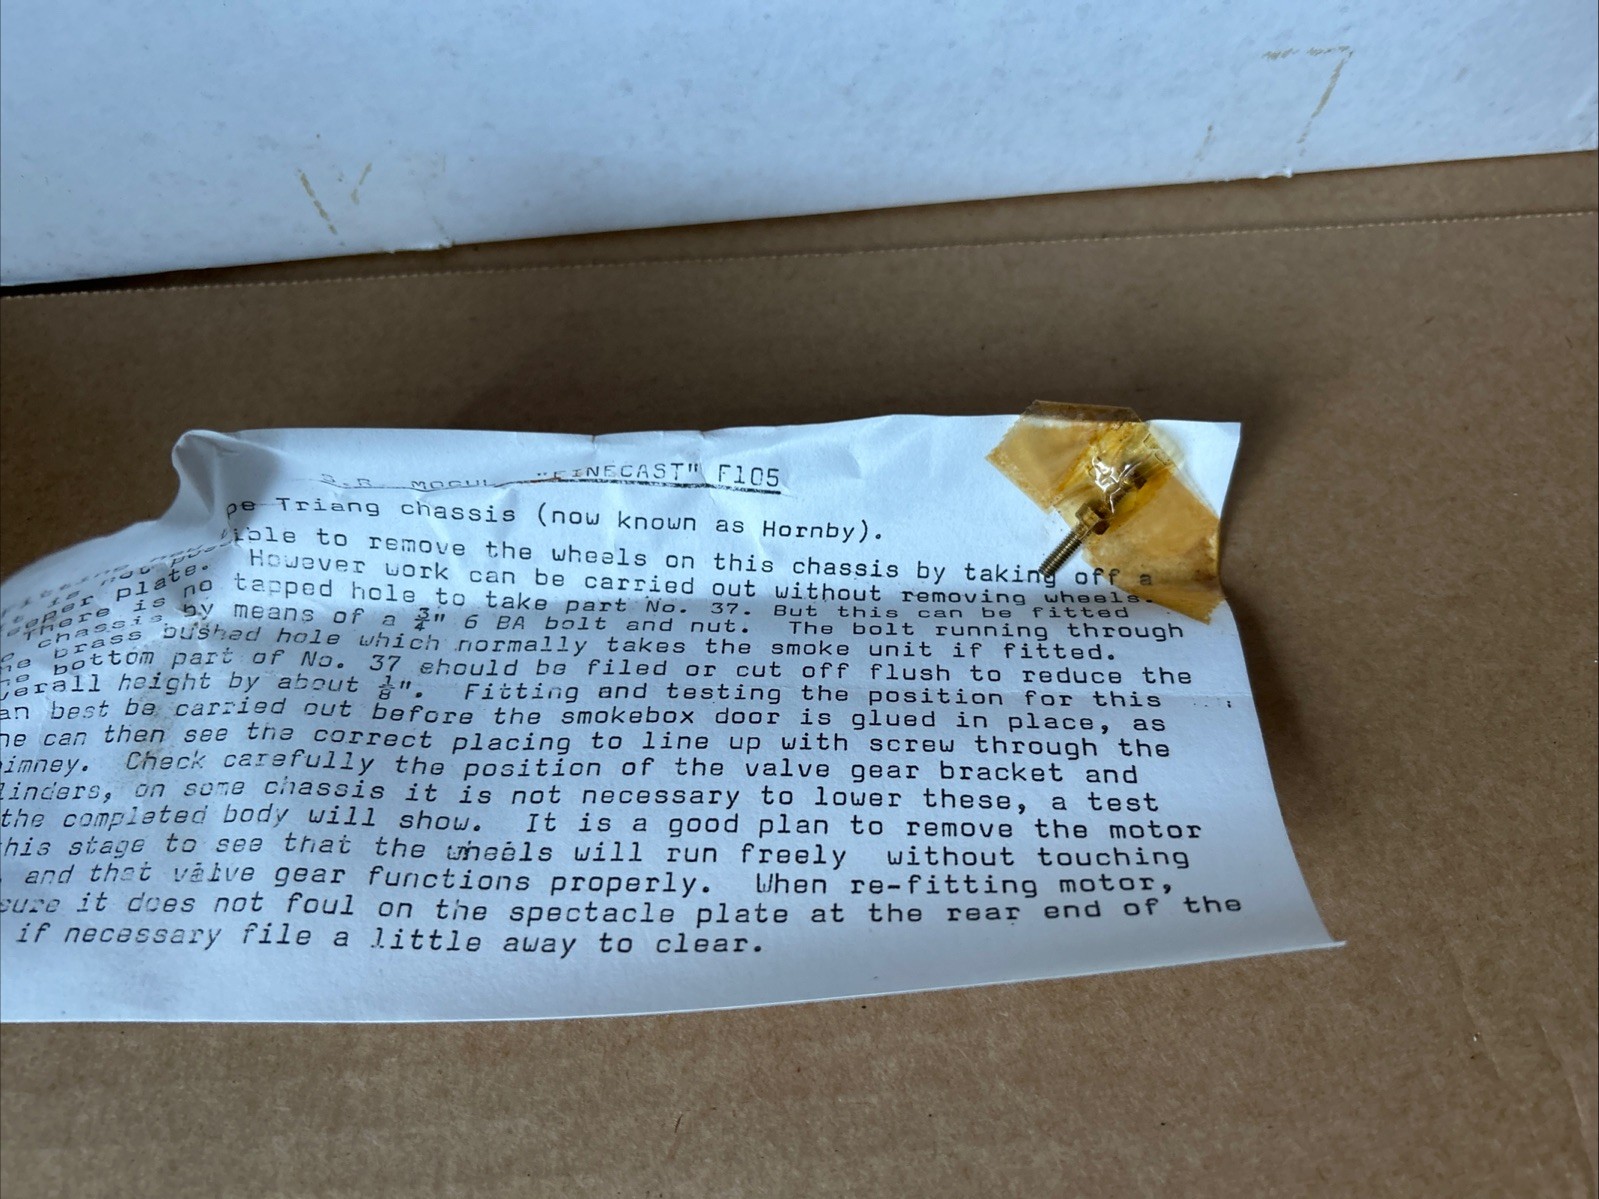 S.R. MOGUL "FINECAST" F105
pe Triang chassis (now known as Hornby).
ible to remove the wheels on this chassis by taking off a
plate. However work can be carried out without removing wheels.
There is no tapped hole to take part No. 37. But this can be fitted
chassis by means of a ¾" 6 BA bolt and nut. The bolt running through
brass bushed hole which normally takes the smoke unit if fitted.
bottom part of No. 37 should be filed or cut off flush to reduce the
erall height by about ⅛". Fitting and testing the position for this
an best be carried out before the smokebox door is glued in place, as
ne can then see the correct placing to line up with screw through the
imney. Check carefully the position of the valve gear bracket and
linders, on some chassis it is not necessary to lower these, a test
the completed body will show. It is a good plan to remove the motor
this stage to see that the wheels will run freely without touching
, and that valve gear functions properly. When re-fitting motor,
sure it does not foul on the spectacle plate at the rear end of the
if necessary file a little away to clear.